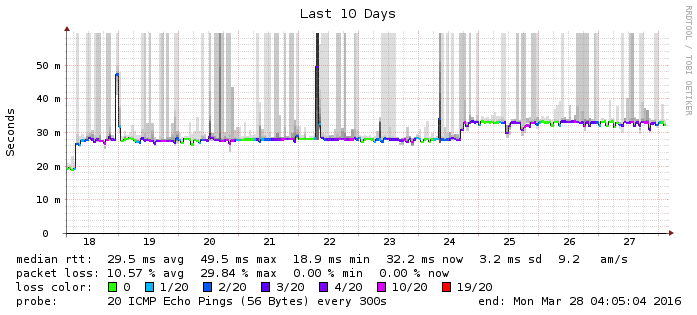 Last 10 Days
RRDTOOL / TOBI OETIKER
Seconds
50 m
40 m
30 m
20 m
10 m
0
18 19 20 21 22 23 24 25 26 27
median rtt: 29.5 ms avg 49.5 ms max 18.9 ms min 32.2 ms now 3.2 ms sd 9.2 am/s
packet loss: 10.57 % avg 29.84 % max 0.00 % min 0.00 % now
loss color: 0 1/20 2/20 3/20 4/20 10/20 19/20
probe: 20 ICMP Echo Pings (56 Bytes) every 300s end: Mon Mar 28 04:05:04 2016